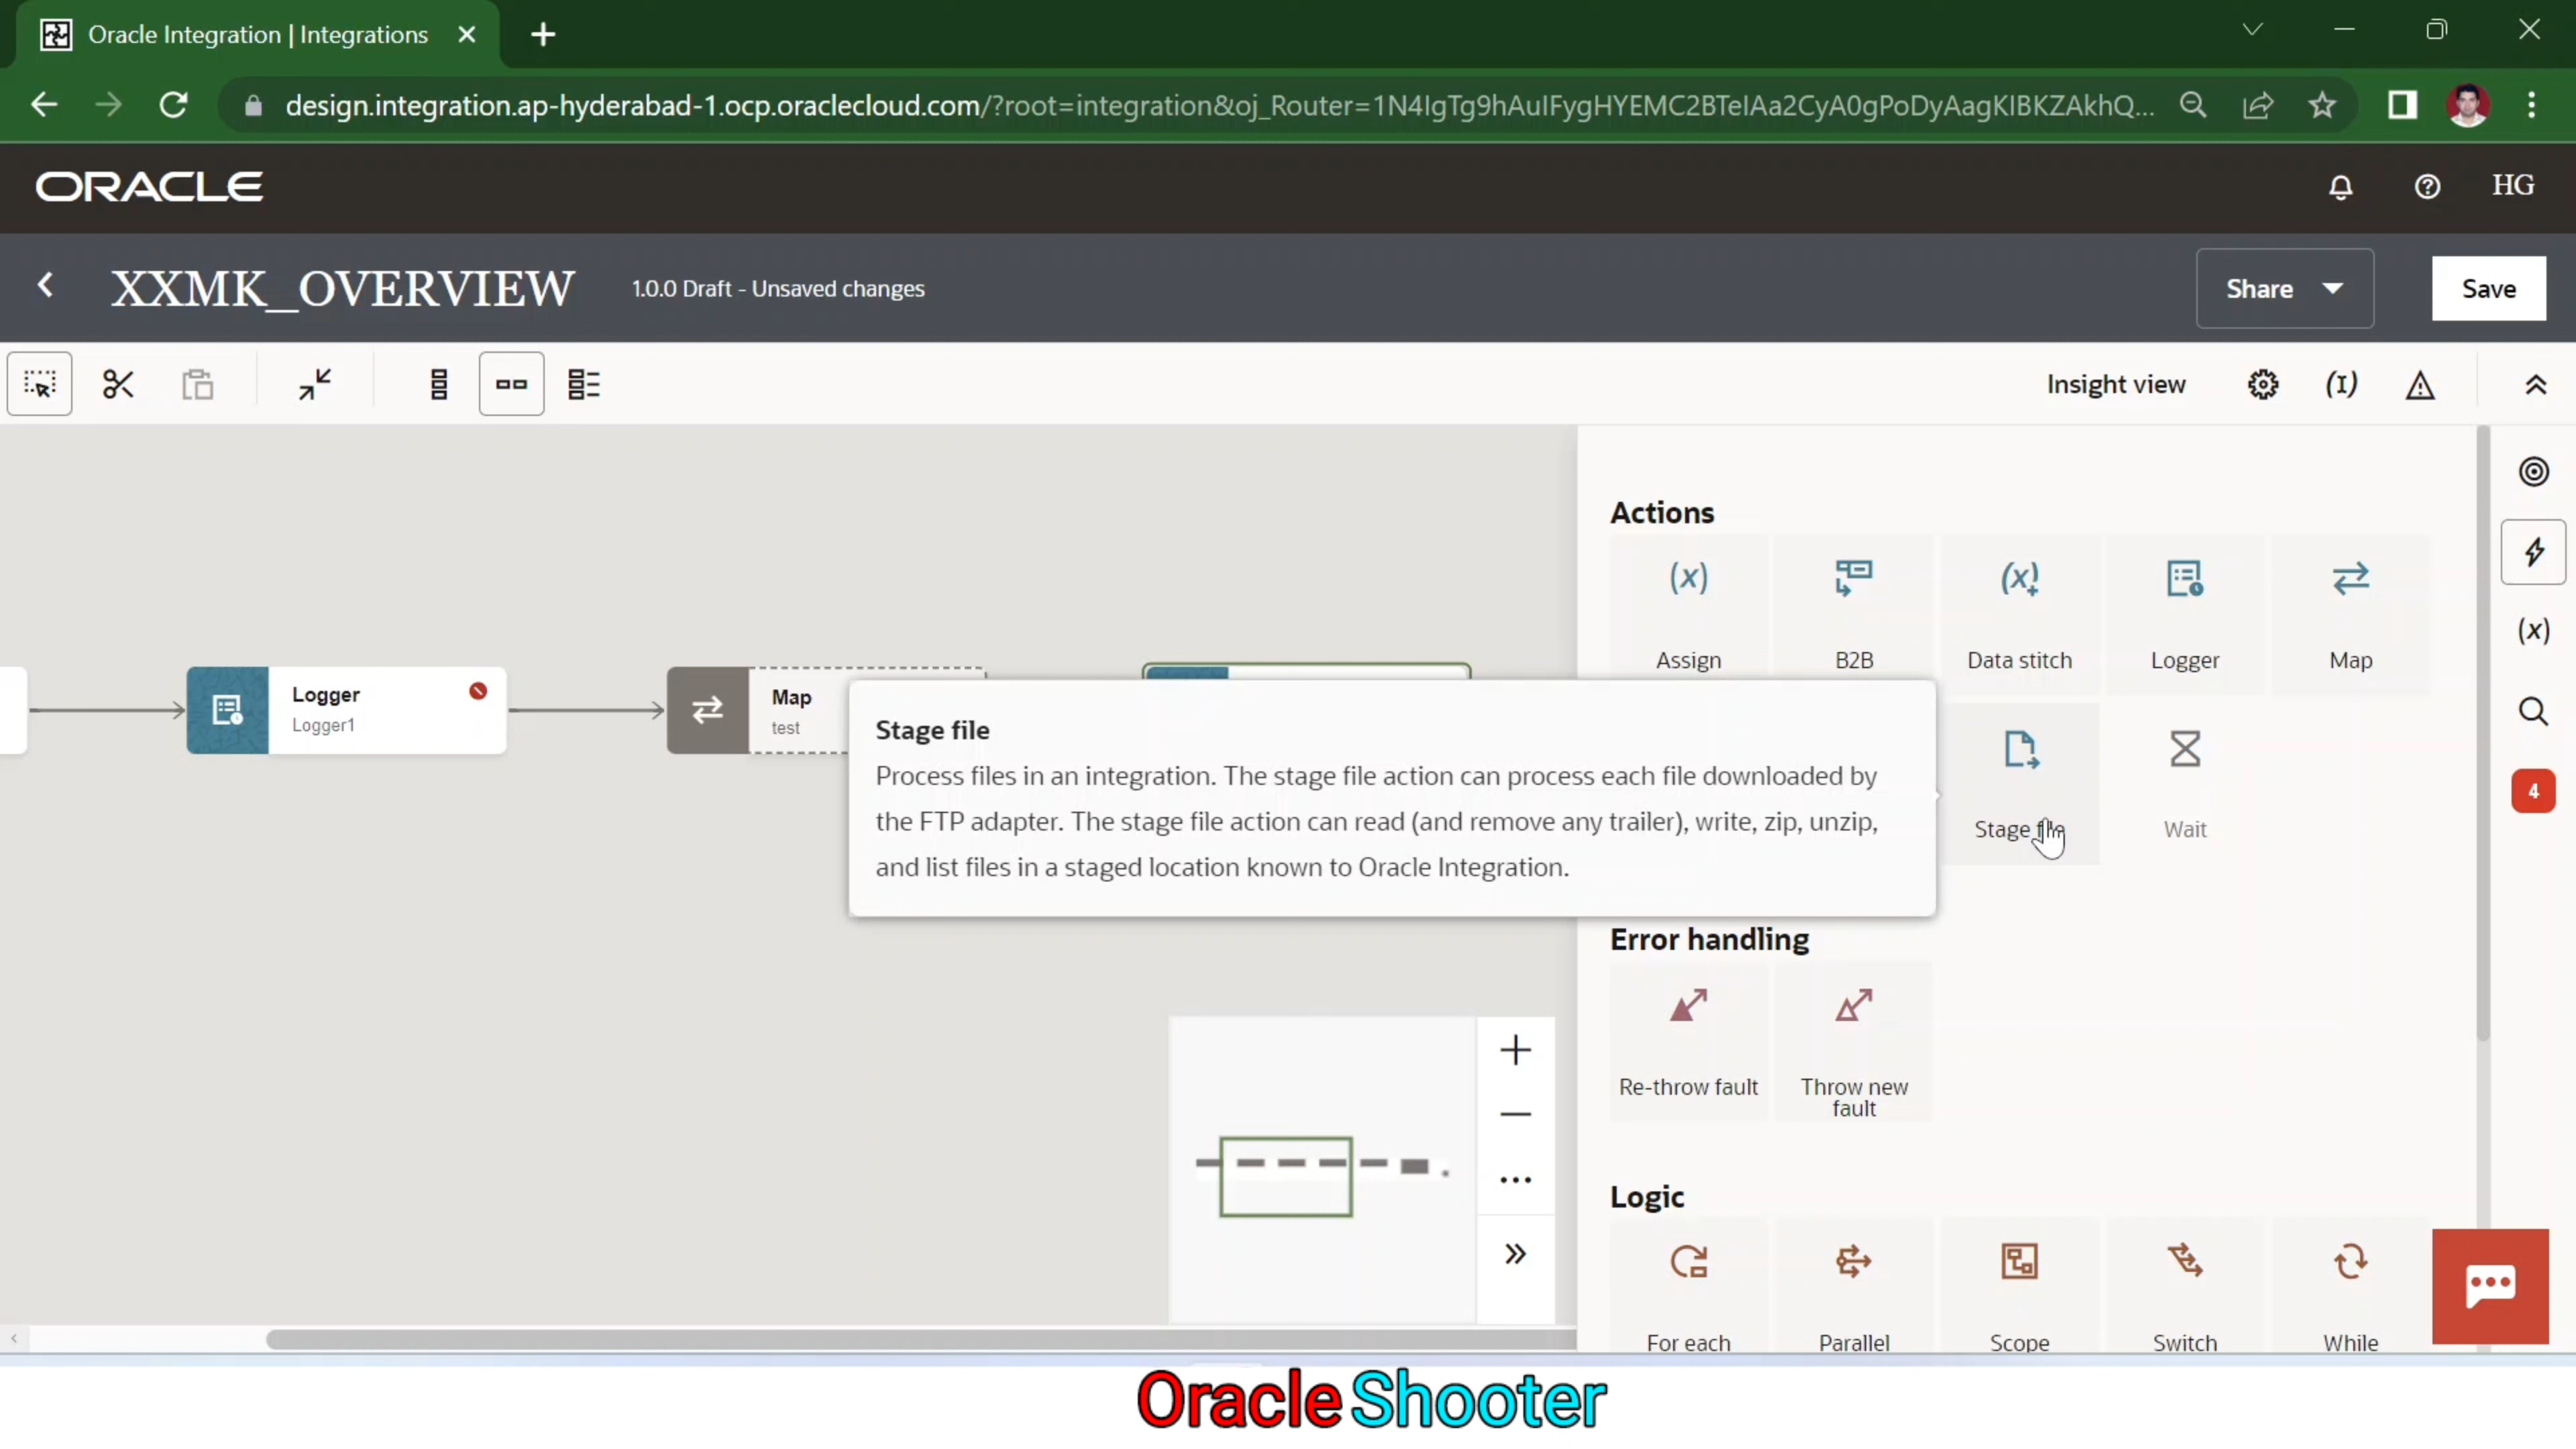 Oracle Integration | Integrations
design.integration.ap-hyderabad-1.ocp.oraclecloud.com/?root=integration&oj_Router=1N4IgTg9hAuIFygHYEMC2BTeIAa2CyA0gPoDyAagKIBKZAkhQ...
ORACLE
HG
XXMK_OVERVIEW
1.0.0 Draft - Unsaved changes
Share
Save
Insight view
Actions
Assign
B2B
Data stitch
Logger
Map
Logger
Logger1
Map
test
Stage file
Process files in an integration. The stage file action can process each file downloaded by
the FTP adapter. The stage file action can read (and remove any trailer), write, zip, unzip,
and list files in a staged location known to Oracle Integration.
Stage file
Wait
4
Error handling
Re-throw fault
Throw new
fault
Logic
For each
Parallel
Scope
Switch
While
Oracle Shooter